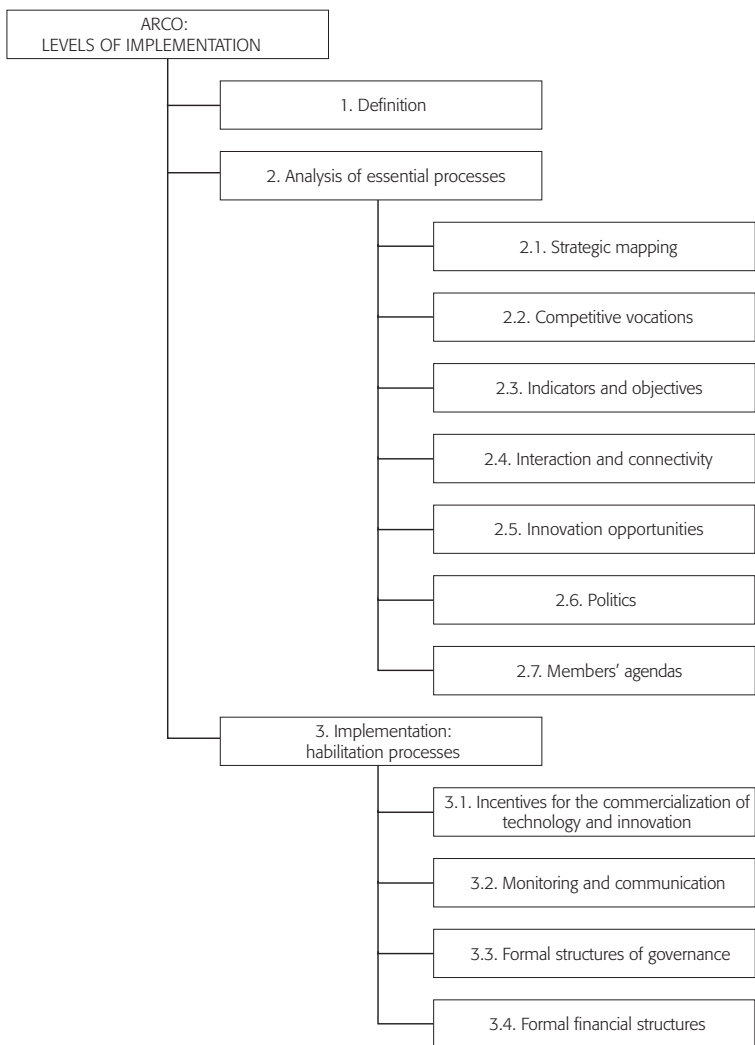 ARCO:
LEVELS OF IMPLEMENTATION
1. Definition
2. Analysis of essential processes
2.1. Strategic mapping
2.2. Competitive vocations
2.3. Indicators and objectives
2.4. Interaction and connectivity
2.5. Innovation opportunities
2.6. Politics
2.7. Members’ agendas
3. Implementation:
habilitation processes
3.1. Incentives for the commercialization of
technology and innovation
3.2. Monitoring and communication
3.3. Formal structures of governance
3.4. Formal financial structures